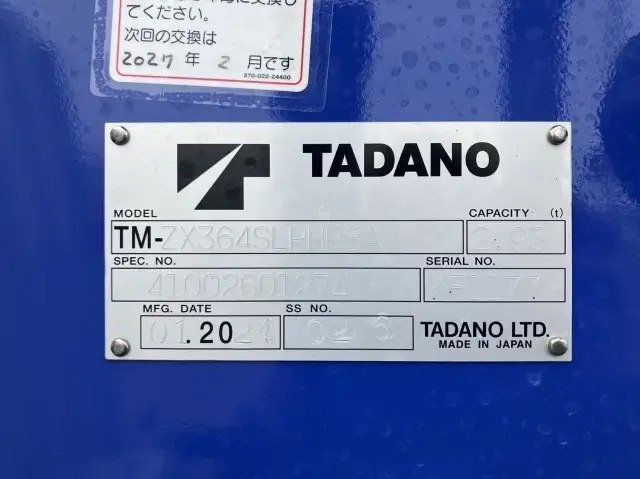 てください。
次回の交換は
2027 年 2 月です
370-022-24400
TADANO
MODEL
CAPACITY (t)
TM-ZX364SLRHPSA 2.93
SPEC. NO.
SERIAL NO.
41002601274
MFG. DATE
SS NO.
01.2024
TADANO LTD.
MADE IN JAPAN